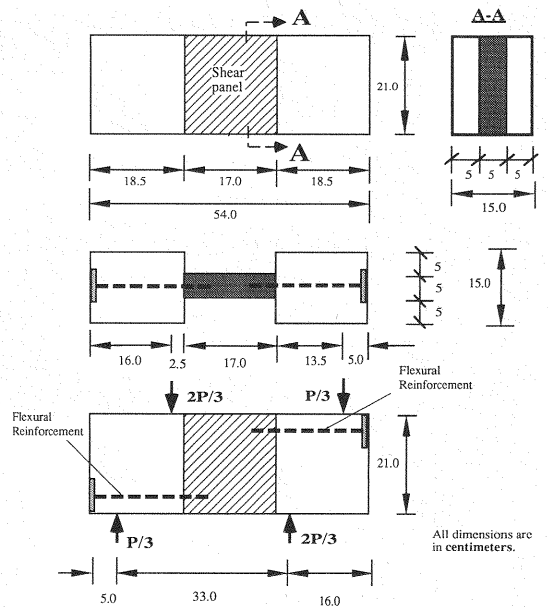 A
A-A
Shear
panel
21.0
A
18.5
17.0
18.5
54.0
5
5
5
15.0
5
5
5
15.0
16.0
2.5
17.0
13.5
5.0
2P/3
P/3
Flexural
Reinforcement
Flexural
Reinforcement
21.0
P/3
2P/3
All dimensions are
in centimeters.
5.0
33.0
16.0